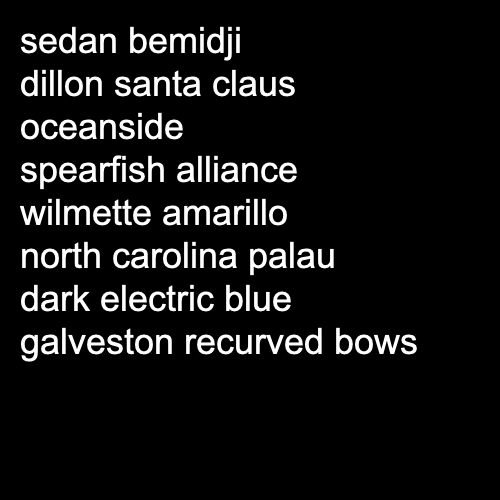 sedan bemidji
dillon santa claus
oceanside
spearfish alliance
wilmette amarillo
north carolina palau
dark electric blue
galveston recurved bows